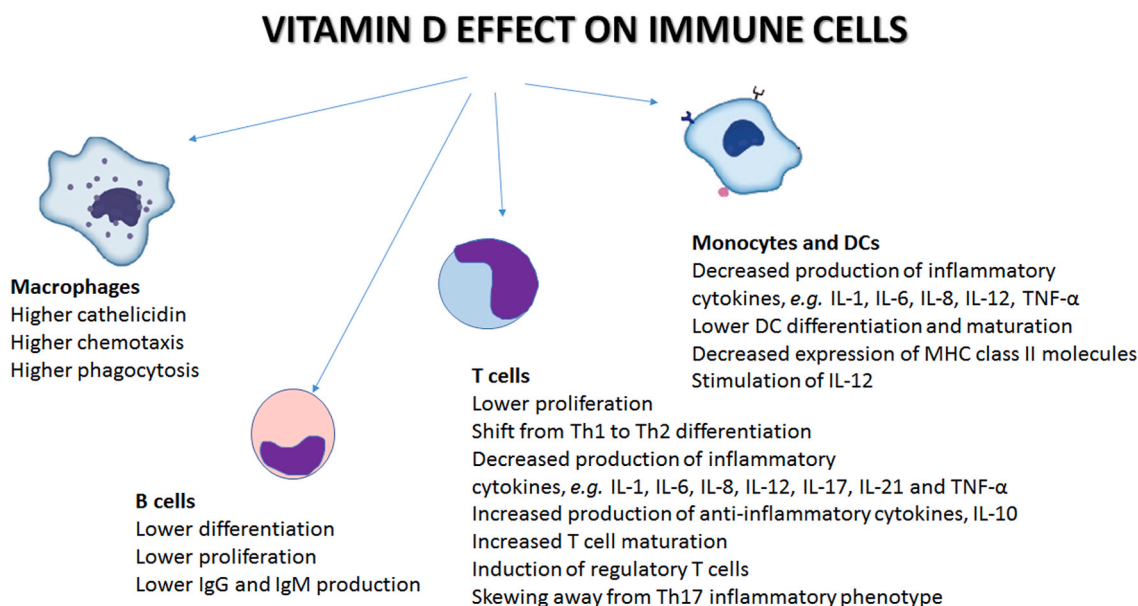 VITAMIN D EFFECT ON IMMUNE CELLS
Macrophages
Higher cathelicidin
Higher chemotaxis
Higher phagocytosis
B cells
Lower differentiation
Lower proliferation
Lower IgG and IgM production
T cells
Lower proliferation
Shift from Th1 to Th2 differentiation
Decreased production of inflammatory
cytokines, e.g. IL-1, IL-6, IL-8, IL-12, IL-17, IL-21 and TNF-α
Increased production of anti-inflammatory cytokines, IL-10
Increased T cell maturation
Induction of regulatory T cells
Skewing away from Th17 inflammatory phenotype
Monocytes and DCs
Decreased production of inflammatory
cytokines, e.g. IL-1, IL-6, IL-8, IL-12, TNF-α
Lower DC differentiation and maturation
Decreased expression of MHC class II molecules
Stimulation of IL-12